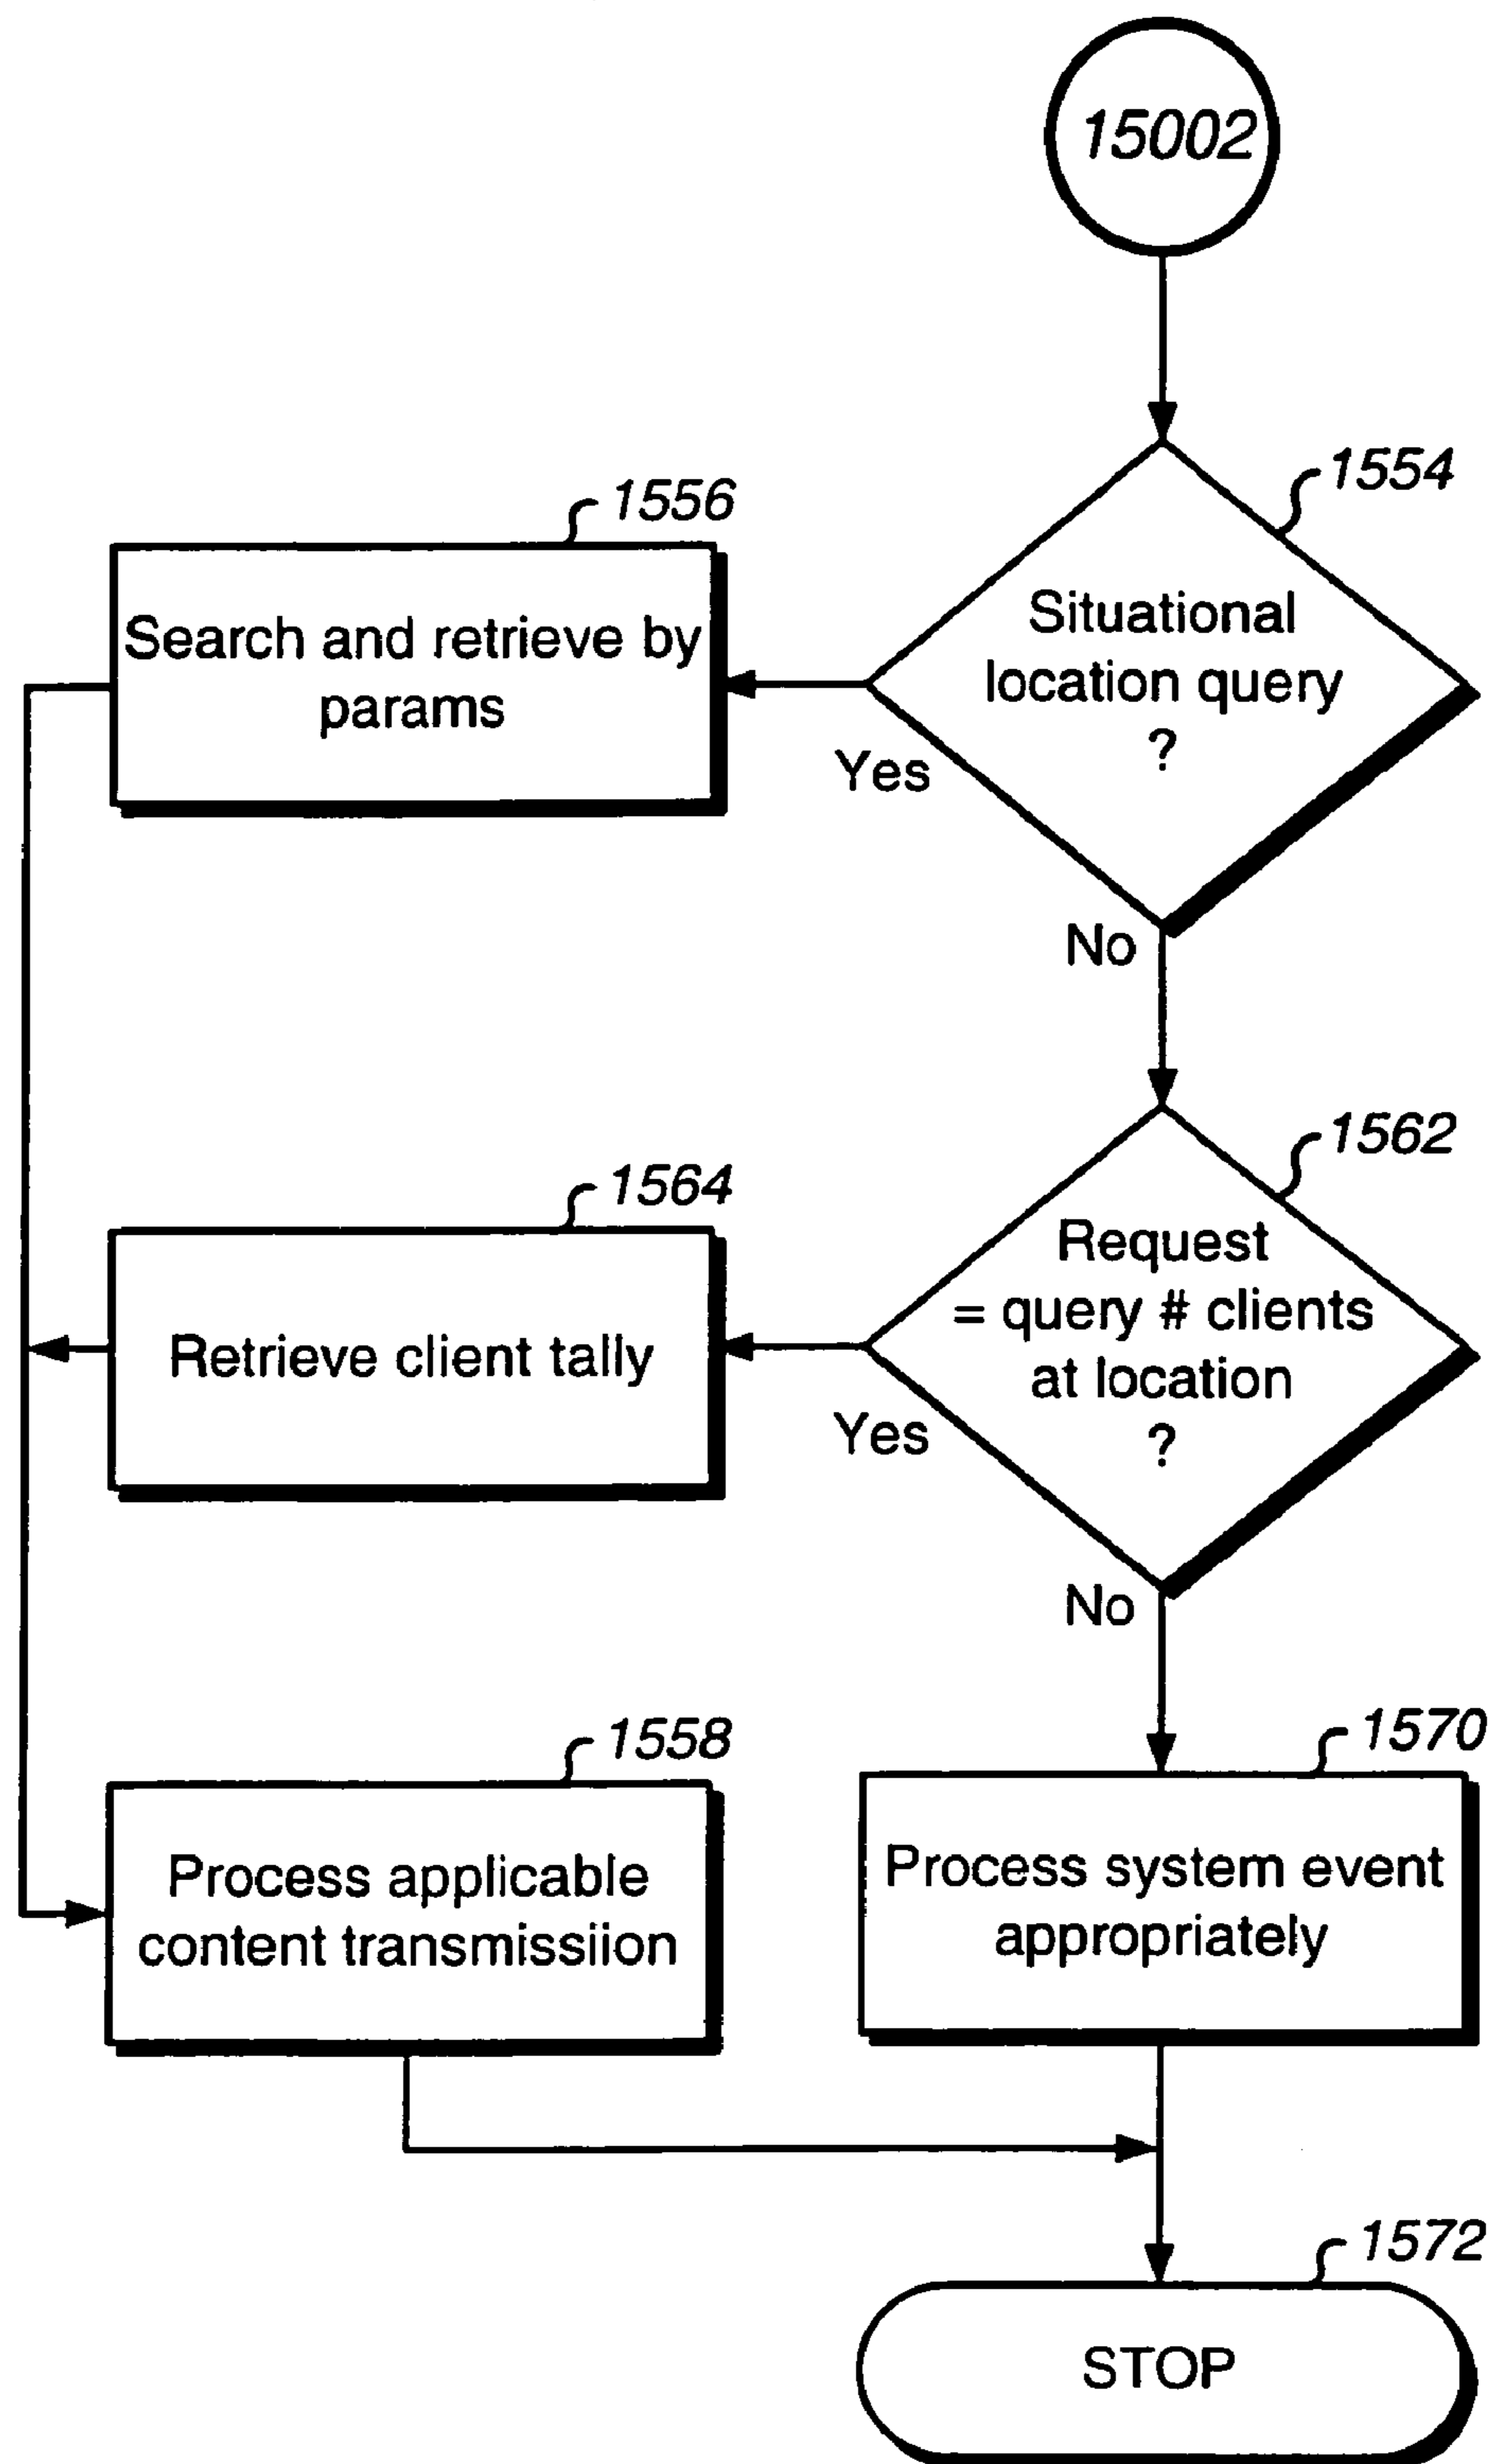 15002
1554
Situational
location query
?
Yes
No
1556
Search and retrieve by
params
1562
Request
= query # clients
at location
?
Yes
No
1564
Retrieve client tally
1558
Process applicable
content transmissiion
1570
Process system event
appropriately
1572
STOP